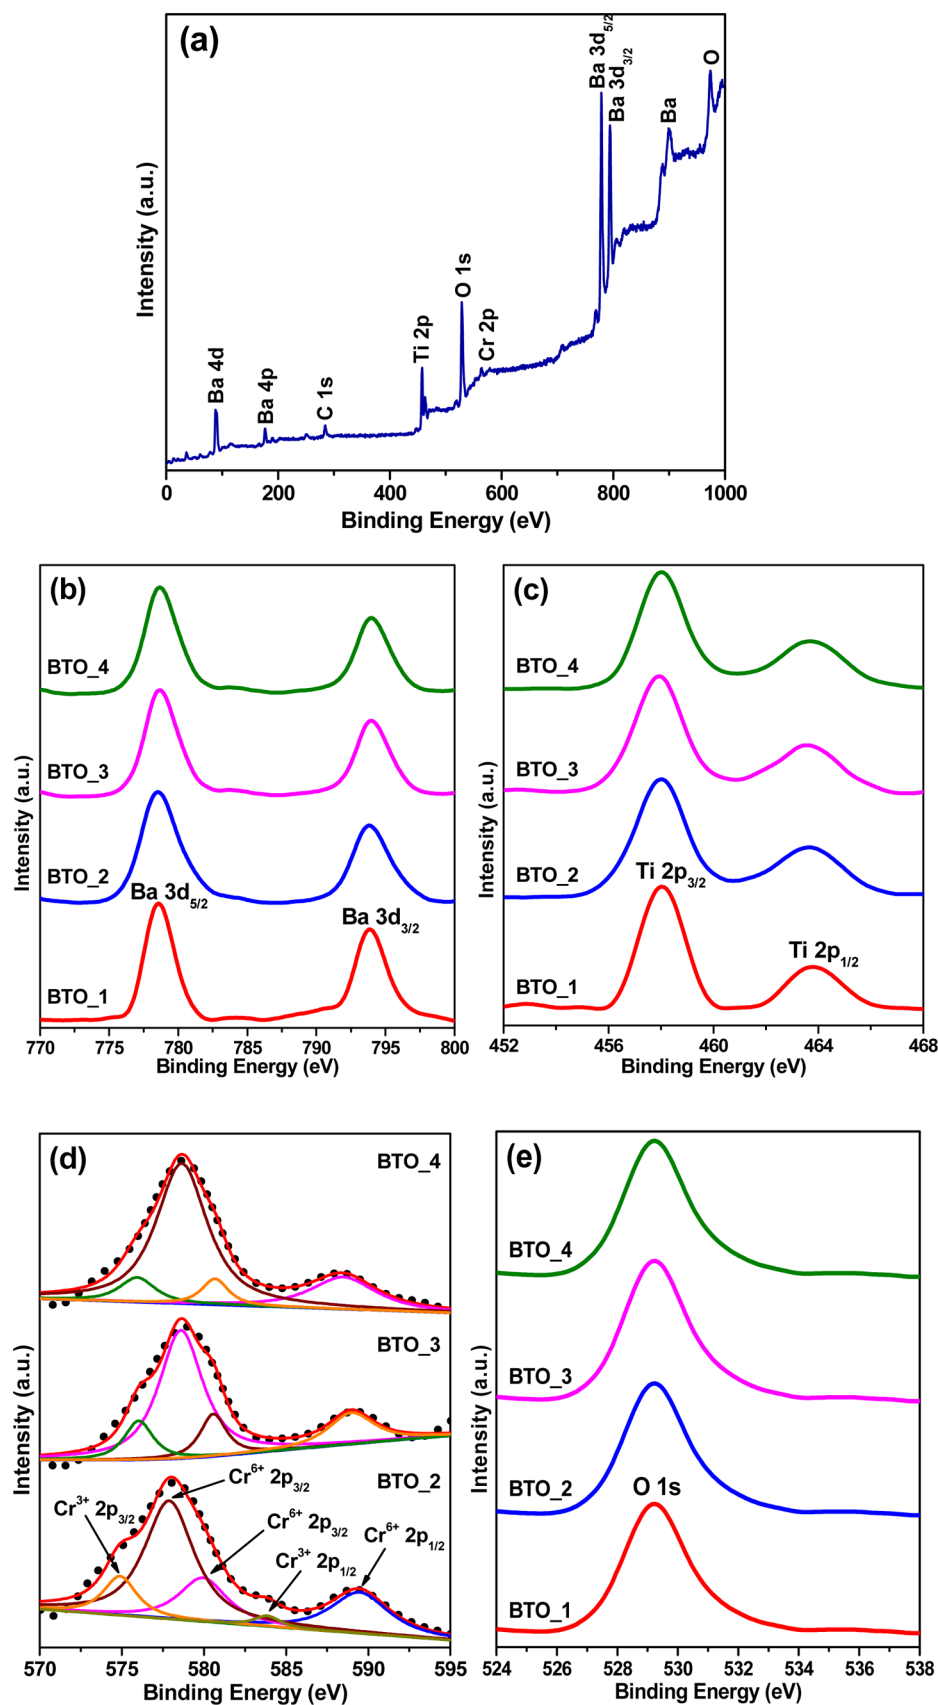 (a)
Intensity (a.u.)
Ba 4d
Ba 4p
C 1s
Ti 2p
O 1s
Cr 2p
Ba 3d5/2
Ba 3d3/2
Ba
O
0 200 400 600 800 1000
Binding Energy (eV)
(b)
Intensity (a.u.)
BTO_4
BTO_3
BTO_2
Ba 3d5/2
Ba 3d3/2
BTO_1
770 775 780 785 790 795 800
Binding Energy (eV)
(c)
Intensity (a.u.)
BTO_4
BTO_3
BTO_2
Ti 2p3/2
Ti 2p1/2
BTO_1
452 456 460 464 468
Binding Energy (eV)
(d)
Intensity (a.u.)
BTO_4
BTO_3
BTO_2
Cr6+ 2p3/2
Cr3+ 2p3/2
Cr6+ 2p3/2
Cr6+ 2p1/2
Cr3+ 2p1/2
570 575 580 585 590 595
Binding Energy (eV)
(e)
Intensity (a.u.)
BTO_4
BTO_3
BTO_2
O 1s
BTO_1
524 526 528 530 532 534 536 538
Binding Energy (eV)